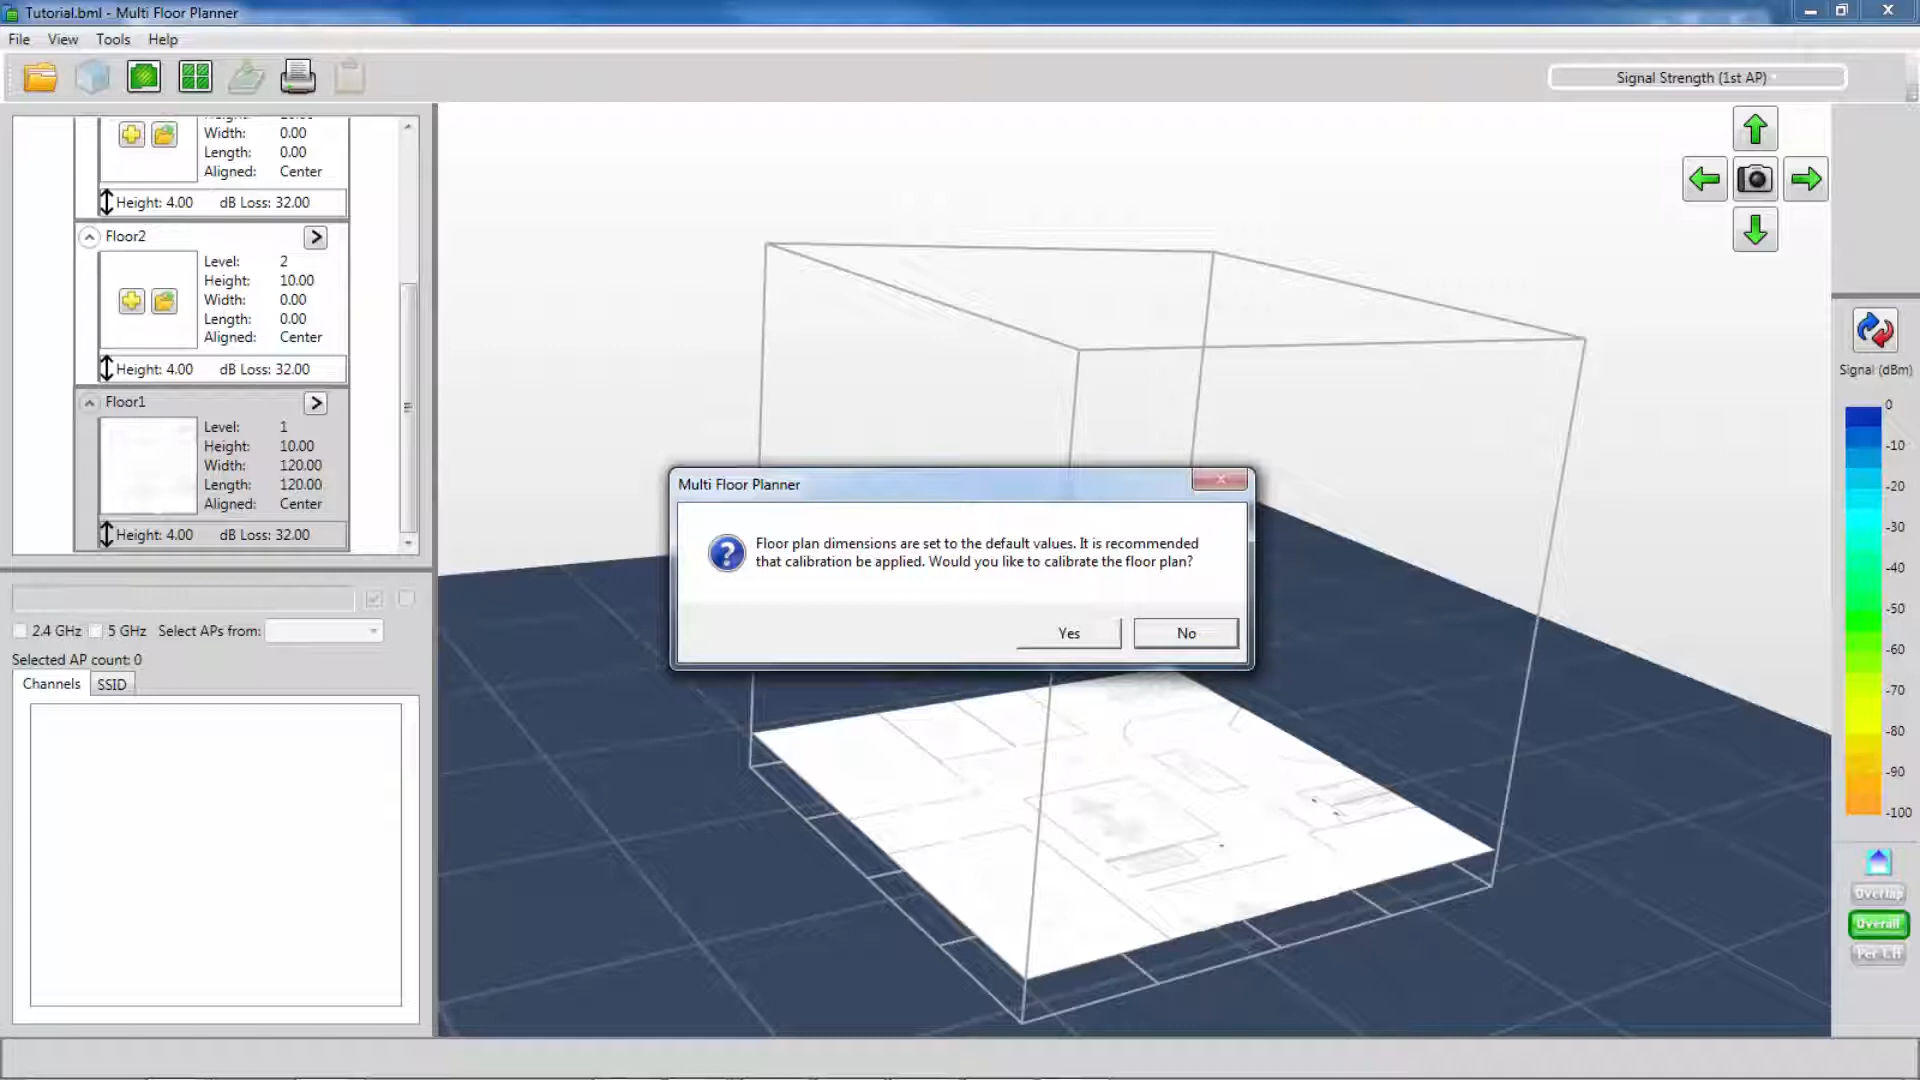 Tutorial.bml - Multi Floor Planner
File View Tools Help
Signal Strength (1st AP)
Width: 0.00
Length: 0.00
Aligned: Center
Height: 4.00 dB Loss: 32.00
Floor2
Level: 2
Height: 10.00
Width: 0.00
Length: 0.00
Aligned: Center
Height: 4.00 dB Loss: 32.00
Floor1
Level: 1
Height: 10.00
Width: 120.00
Length: 120.00
Aligned: Center
Height: 4.00 dB Loss: 32.00
2.4 GHz 5 GHz Select APs from:
Selected AP count: 0
Channels SSID
Multi Floor Planner
Floor plan dimensions are set to the default values. It is recommended
that calibration be applied. Would you like to calibrate the floor plan?
Yes No
Signal (dBm)
0
-10
-20
-30
-40
-50
-60
-70
-80
-90
-100
Overlap
Overall